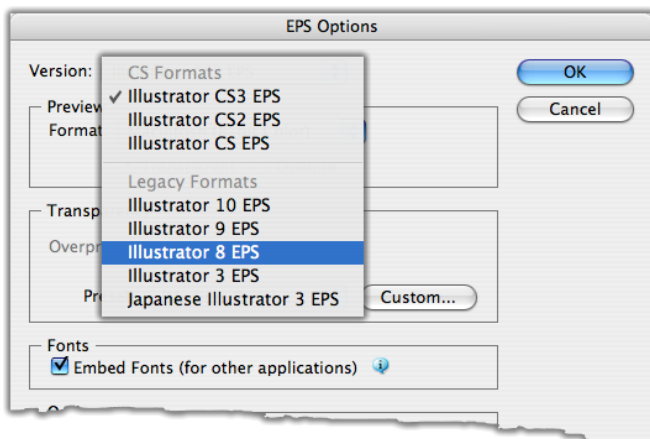 EPS Options
Version:
CS Formats
✓ Illustrator CS3 EPS
Illustrator CS2 EPS
Illustrator CS EPS
Legacy Formats
Illustrator 10 EPS
Illustrator 9 EPS
Illustrator 8 EPS
Illustrator 3 EPS
Japanese Illustrator 3 EPS
OK
Cancel
Preview
Format
Transp
Overpr
Pr
Custom...
Fonts
Embed Fonts (for other applications)